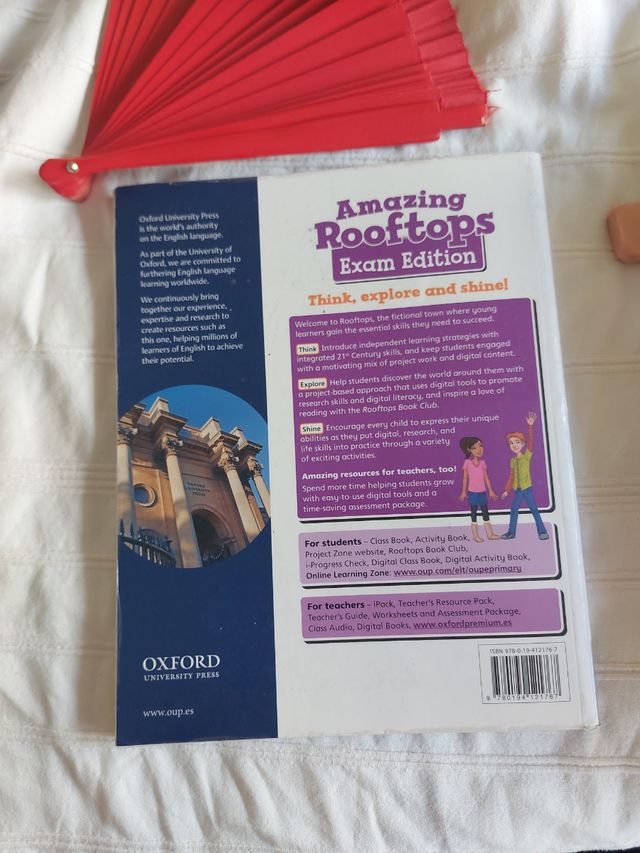 Oxford University Press
is the world's authority
on the English language.
As part of the University of
Oxford, we are committed to
furthering English language
learning worldwide.
We continuously bring
together our experience,
expertise and research to
create resources such as
this one, helping millions of
learners of English to achieve
their potential.
OXFORD
UNIVERSITY PRESS
OXFORD
UNIVERSITY PRESS
www.oup.es
Amazing
Rooftops
Exam Edition
Think, explore and shine!
Welcome to Rooftops, the fictional town where young
learners gain the essential skills they need to succeed.
Think Introduce independent learning strategies with
integrated 21st Century skills, and keep students engaged
with a motivating mix of project work and digital content.
Explore Help students discover the world around them with
a project-based approach that uses digital tools to promote
research skills and digital literacy, and inspire a love of
reading with the Rooftops Book Club.
Shine Encourage every child to express their unique
abilities as they put digital, research, and
life skills into practice through a variety
of exciting activities.
Amazing resources for teachers, too!
Spend more time helping students grow
with easy-to-use digital tools and a
time-saving assessment package.
For students – Class Book, Activity Book,
Project Zone website, Rooftops Book Club,
i-Progress Check, Digital Class Book, Digital Activity Book,
Online Learning Zone: www.oup.com/elt/oupeprimary
For teachers – iPack, Teacher's Resource Pack,
Teacher's Guide, Worksheets and Assessment Package,
Class Audio, Digital Books, www.oxfordpremium.es
ISBN 978-0-19-412176-7
9 780194 121767